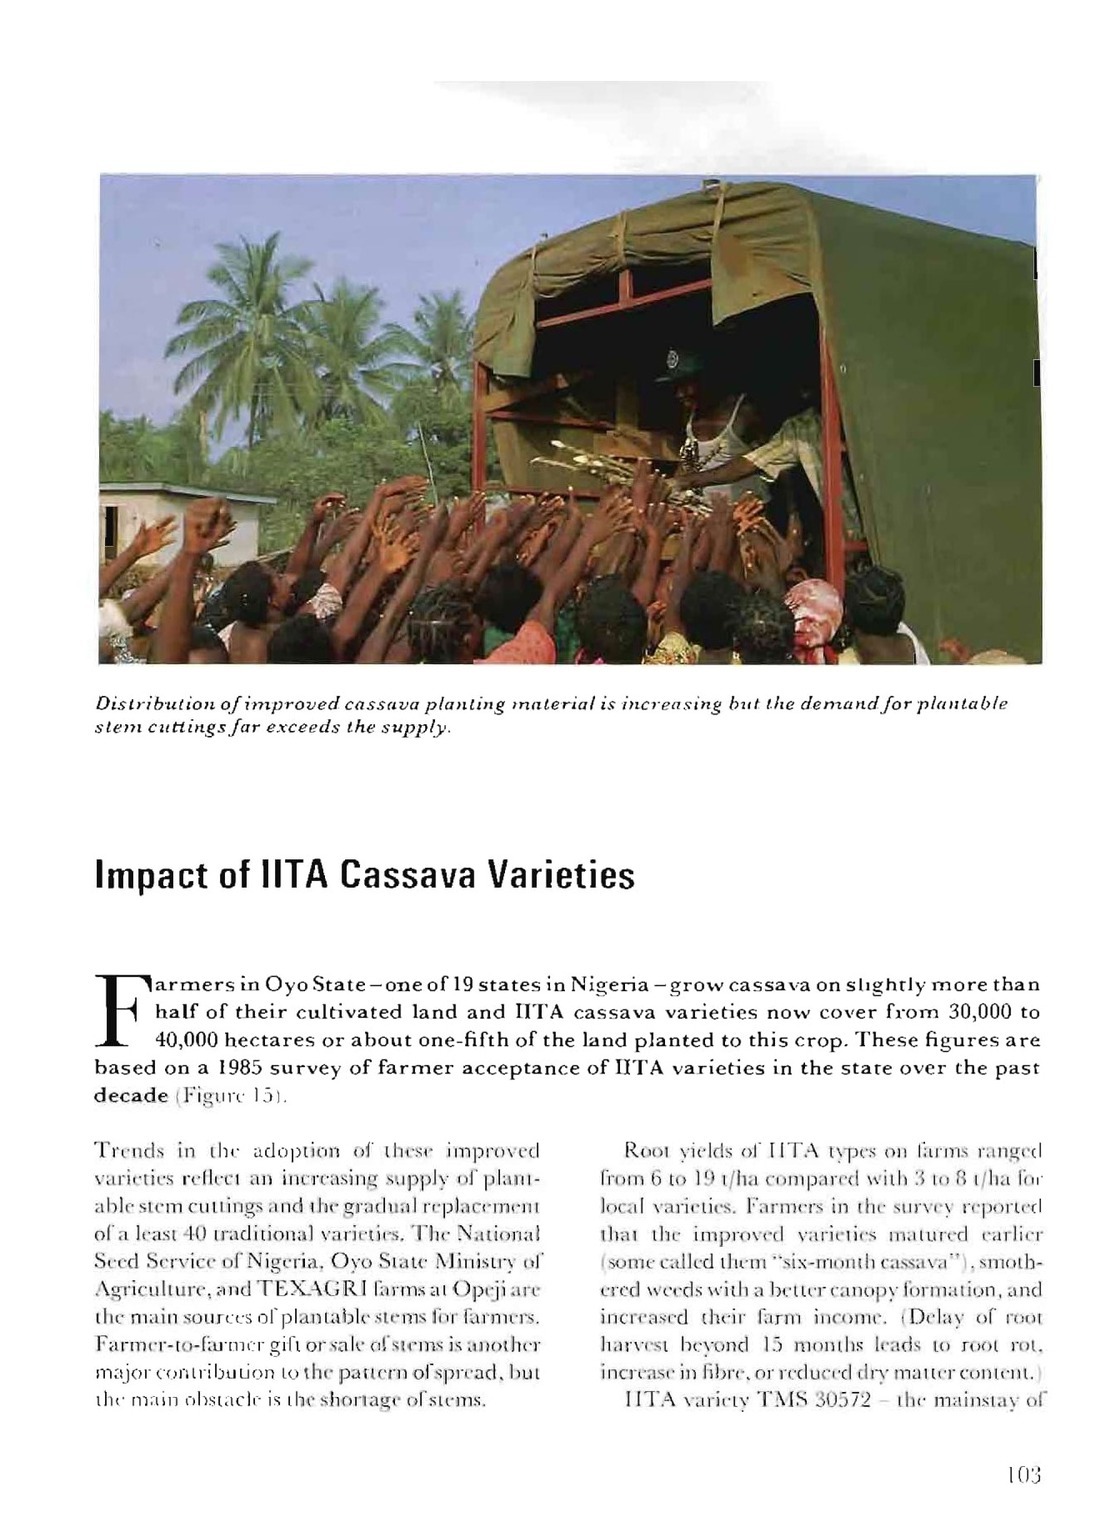 Distribution of improved cassava planting material is increasing but the demand for plantable
stem cuttings far exceeds the supply.
Impact of IITA Cassava Varieties
Farmers in Oyo State – one of 19 states in Nigeria – grow cassava on slightly more than
half of their cultivated land and IITA cassava varieties now cover from 30,000 to
40,000 hectares or about one-fifth of the land planted to this crop. These figures are
based on a 1985 survey of farmer acceptance of IITA varieties in the state over the past
decade (Figure 15).
Trends in the adoption of these improved
varieties reflect an increasing supply of plant-
able stem cuttings and the gradual replacement
of a least 40 traditional varieties. The National
Seed Service of Nigeria, Oyo State Ministry of
Agriculture, and TEXAGRI farms at Opeji are
the main sources of plantable stems for farmers.
Farmer-to-farmer gift or sale of stems is another
major contribution to the pattern of spread, but
the main obstacle is the shortage of stems.
Root yields of IITA types on farms ranged
from 6 to 19 t/ha compared with 3 to 8 t/ha for
local varieties. Farmers in the survey reported
that the improved varieties matured earlier
(some called them "six-month cassava"), smoth-
ered weeds with a better canopy formation, and
increased their farm income. (Delay of root
harvest beyond 15 months leads to root rot,
increase in fibre, or reduced dry matter content.)
IITA variety TMS 30572 – the mainstay of
103